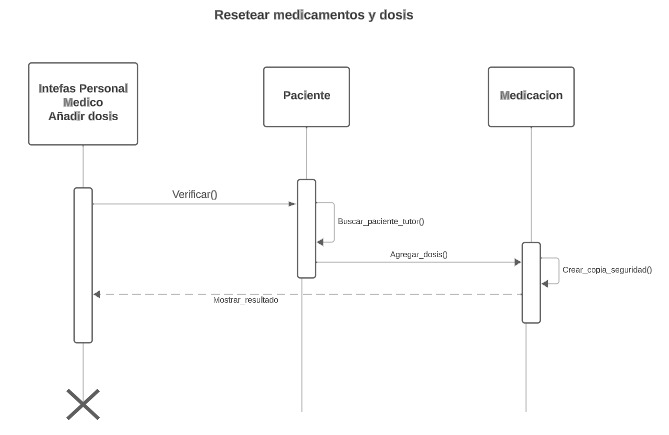 Resetear medicamentos y dosis
Intefas Personal
Medico
Añadir dosis
Paciente
Medicacion
Verificar()
Buscar_paciente_tutor()
Agregar_dosis()
Crear_copia_seguridad()
Mostrar_resultado